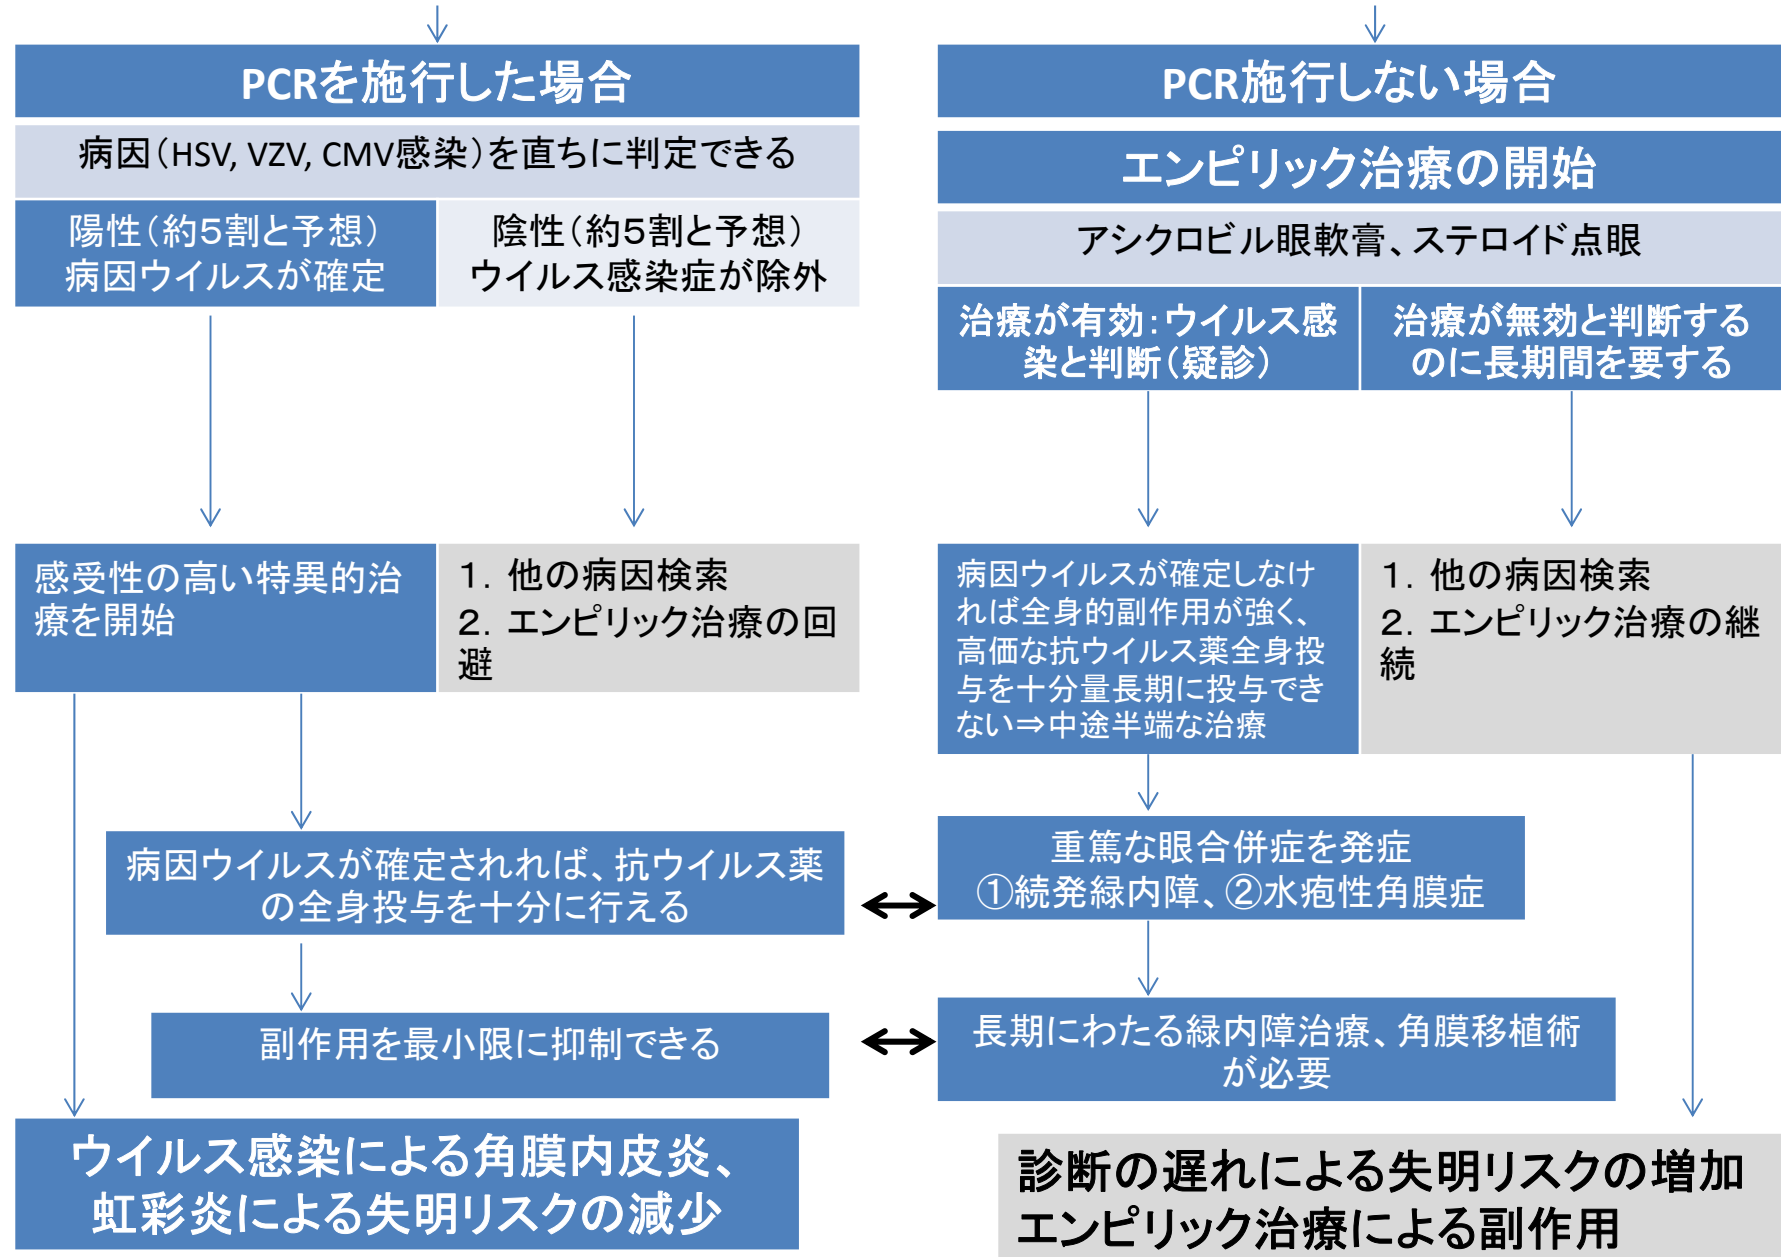 PCRを施行した場合
病因（HSV, VZV, CMV感染）を直ちに判定できる
陽性（約５割と予想）
病因ウイルスが確定
陰性（約５割と予想）
ウイルス感染症が除外
感受性の高い特異的治
療を開始
1．他の病因検索
2．エンピリック治療の回
避
病因ウイルスが確定されれば、抗ウイルス薬
の全身投与を十分に行える
副作用を最小限に抑制できる
ウイルス感染による角膜内皮炎、
虹彩炎による失明リスクの減少
PCR施行しない場合
エンピリック治療の開始
アシクロビル眼軟膏、ステロイド点眼
治療が有効：ウイルス感
染と判断（疑診）
治療が無効と判断する
のに長期間を要する
病因ウイルスが確定しなけ
れば全身的副作用が強く、
高価な抗ウイルス薬全身投
与を十分量長期に投与でき
ない⇒中途半端な治療
1．他の病因検索
2．エンピリック治療の継
続
重篤な眼合併症を発症
①続発緑内障、②水疱性角膜症
長期にわたる緑内障治療、角膜移植術
が必要
診断の遅れによる失明リスクの増加
エンピリック治療による副作用